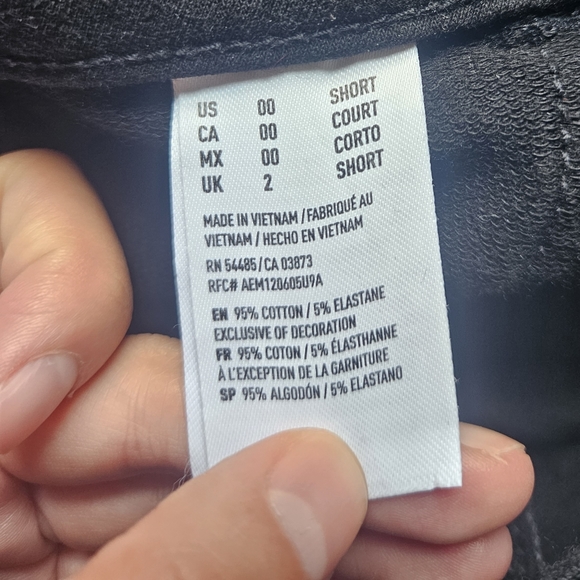 US 00 SHORT
CA 00 COURT
MX 00 CORTO
UK 2 SHORT
MADE IN VIETNAM / FABRIQUÉ AU
VIETNAM / HECHO EN VIETNAM
RN 54485 / CA 03873
RFC# AEM120605U9A
EN 95% COTTON / 5% ELASTANE
EXCLUSIVE OF DECORATION
FR 95% COTON / 5% ÉLASTHANNE
À L'EXCEPTION DE LA GARNITURE
SP 95% ALGODÓN / 5% ELASTANO